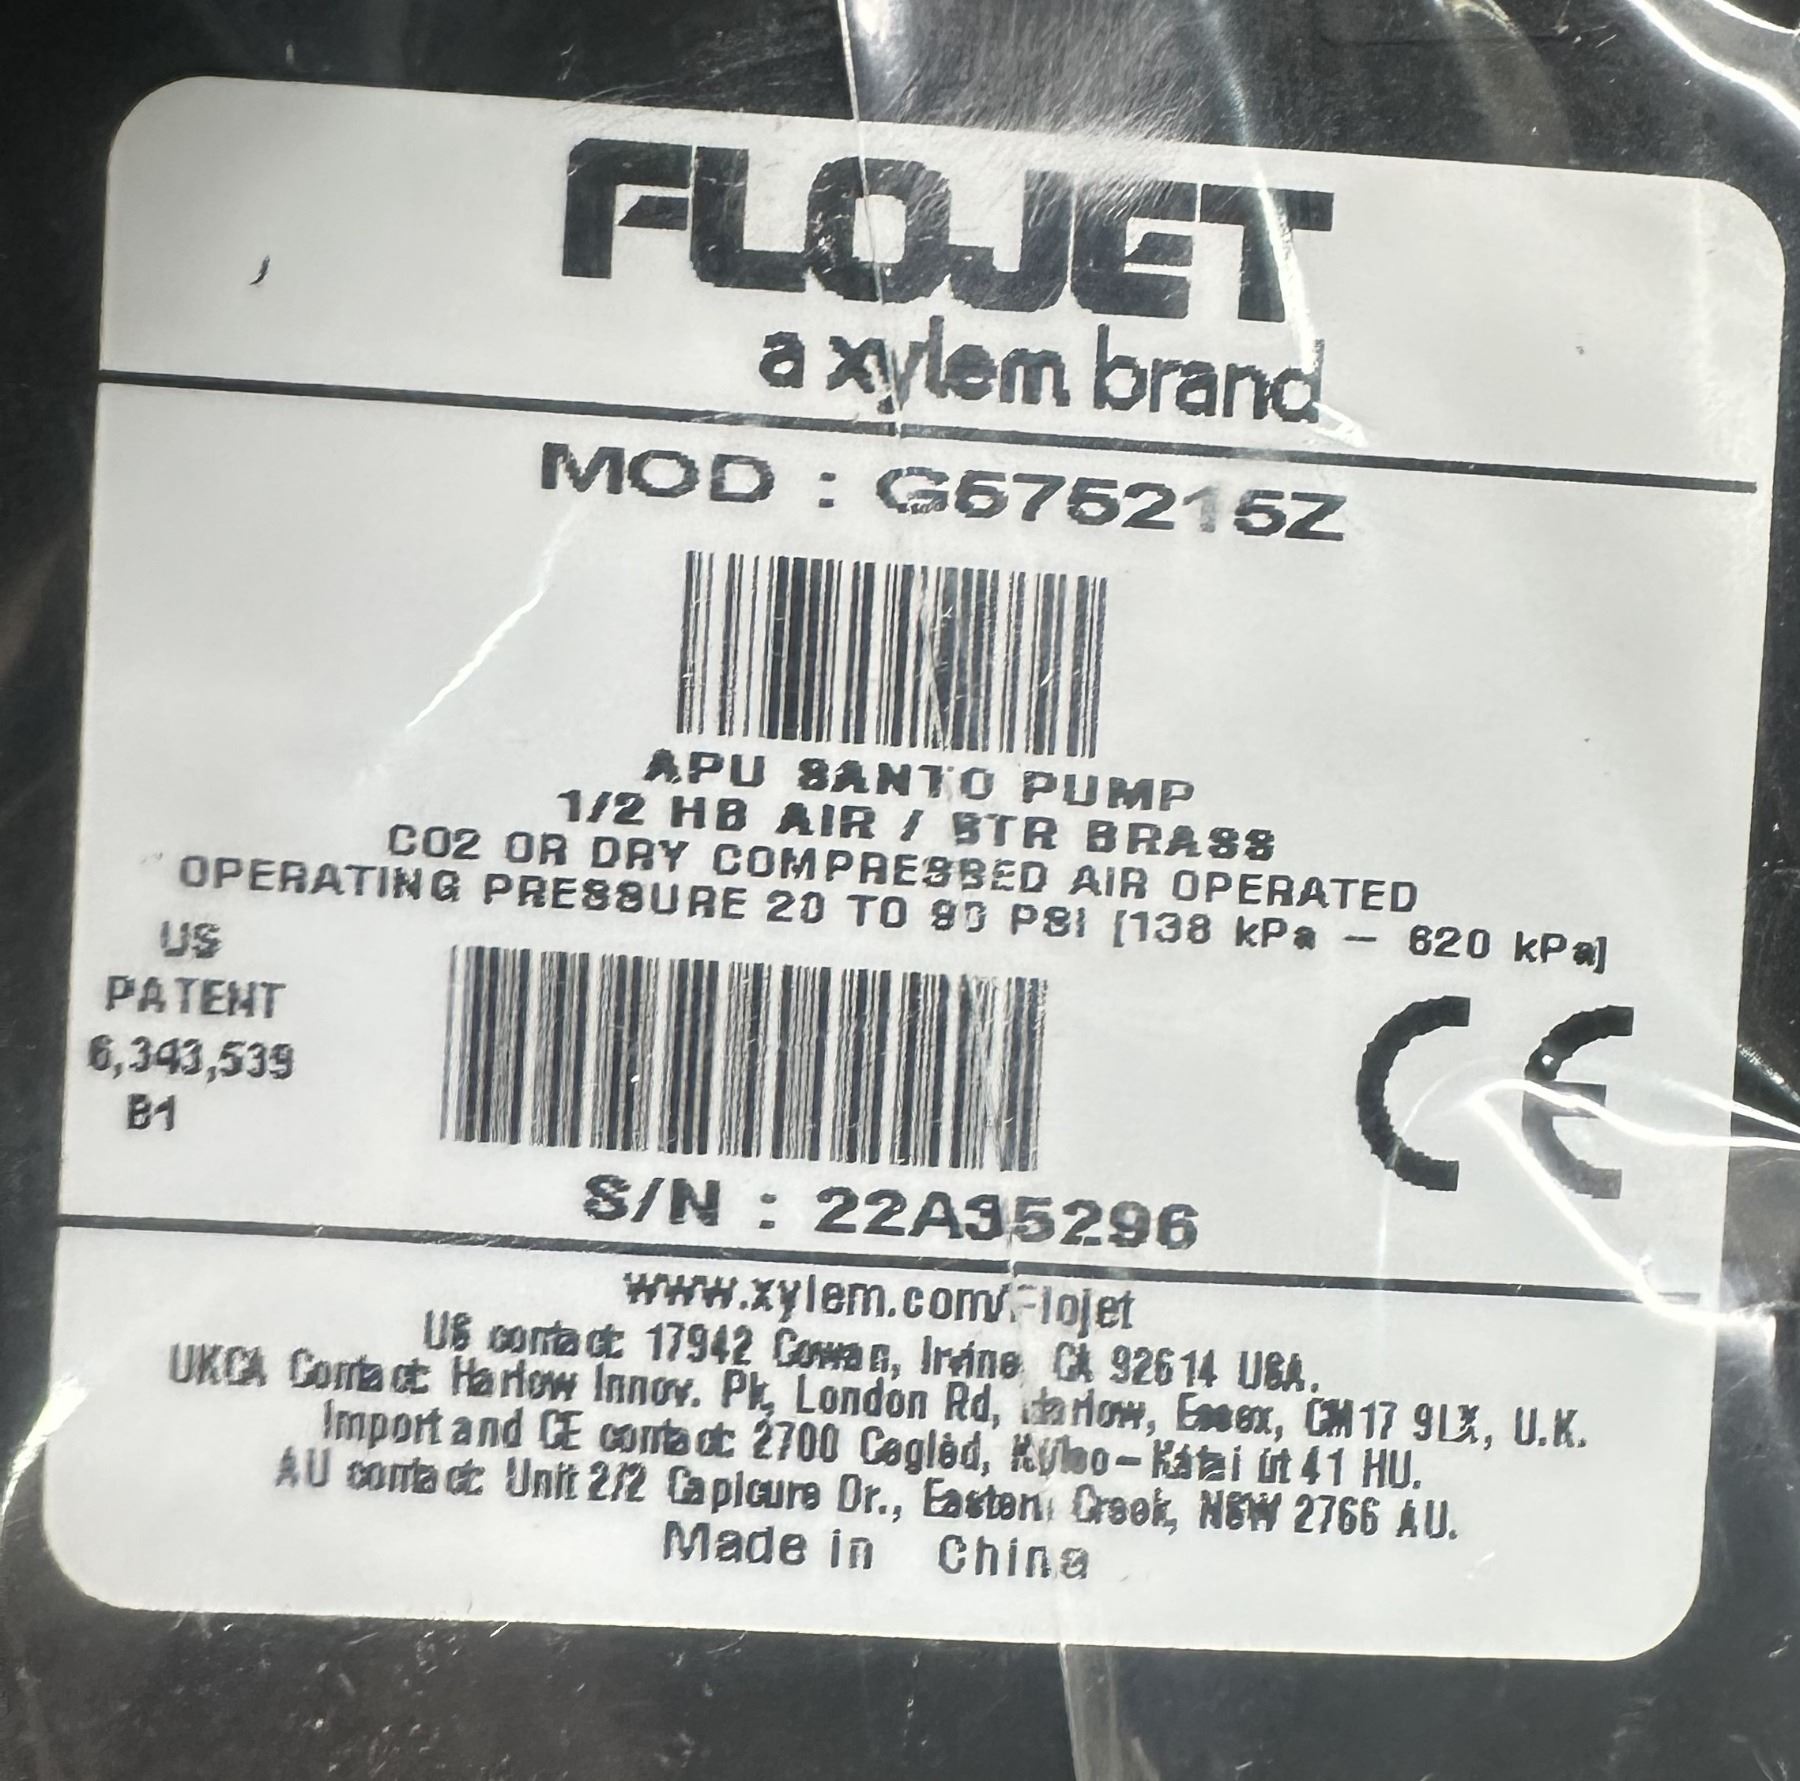 FLOJET
a xylem brand
MOD : G575215Z
APU SANTO PUMP
1/2 HB AIR / STR BRASS
CO2 OR DRY COMPRESSED AIR OPERATED
OPERATING PRESSURE 20 TO 90 PSI [138 kPa – 620 kPa]
US
PATENT
6,343,539
B1
CE
S/N : 22A35296
www.xylem.com/Flojet
US contact: 17942 Cowan, Irvine CA 92614 USA.
UKCA Contact: Harlow Innov. Pk, London Rd, Harlow, Essex, CM17 9LX, U.K.
Import and CE contact: 2700 Cegléd, Külso-Kátai út 41 HU.
AU contact: Unit 2/2 Capicure Dr., Eastern Creek, NSW 2766 AU.
Made in China